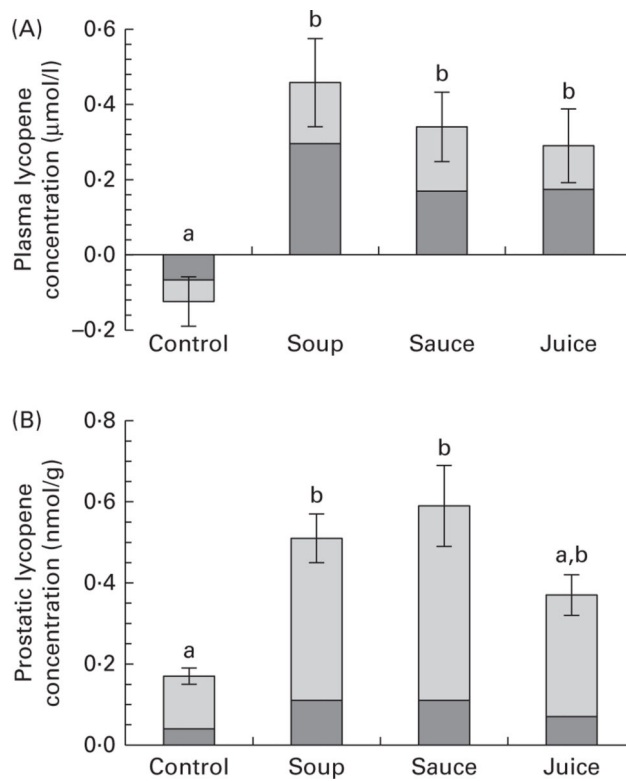 (A)
Plasma lycopene
concentration (μmol/l)
0·6
0·4
0·2
0·0
–0·2
a
b
b
b
Control Soup Sauce Juice
(B)
Prostatic lycopene
concentration (nmol/g)
0·8
0·6
0·4
0·2
0·0
a
b
b
a,b
Control Soup Sauce Juice